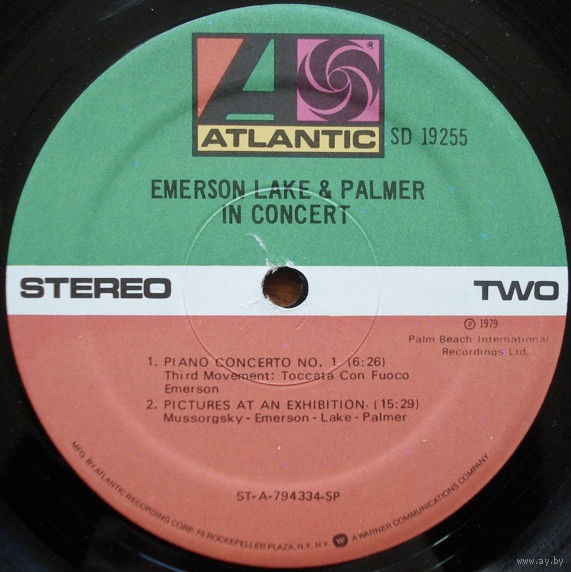 ATLANTIC
®
SD 19255
EMERSON LAKE & PALMER
IN CONCERT
STEREO
TWO
℗ 1979
Palm Beach International
Recordings Ltd.
1. PIANO CONCERTO NO. 1 (6:26)
Third Movement: Toccata Con Fuoco
Emerson
2. PICTURES AT AN EXHIBITION (15:29)
Mussorgsky-Emerson-Lake-Palmer
ST-A-794334-SP
MFG. BY ATLANTIC RECORDING CORP. 75 ROCKEFELLER PLAZA, N.Y., N.Y. W A WARNER COMMUNICATIONS COMPANY
www.ay.by